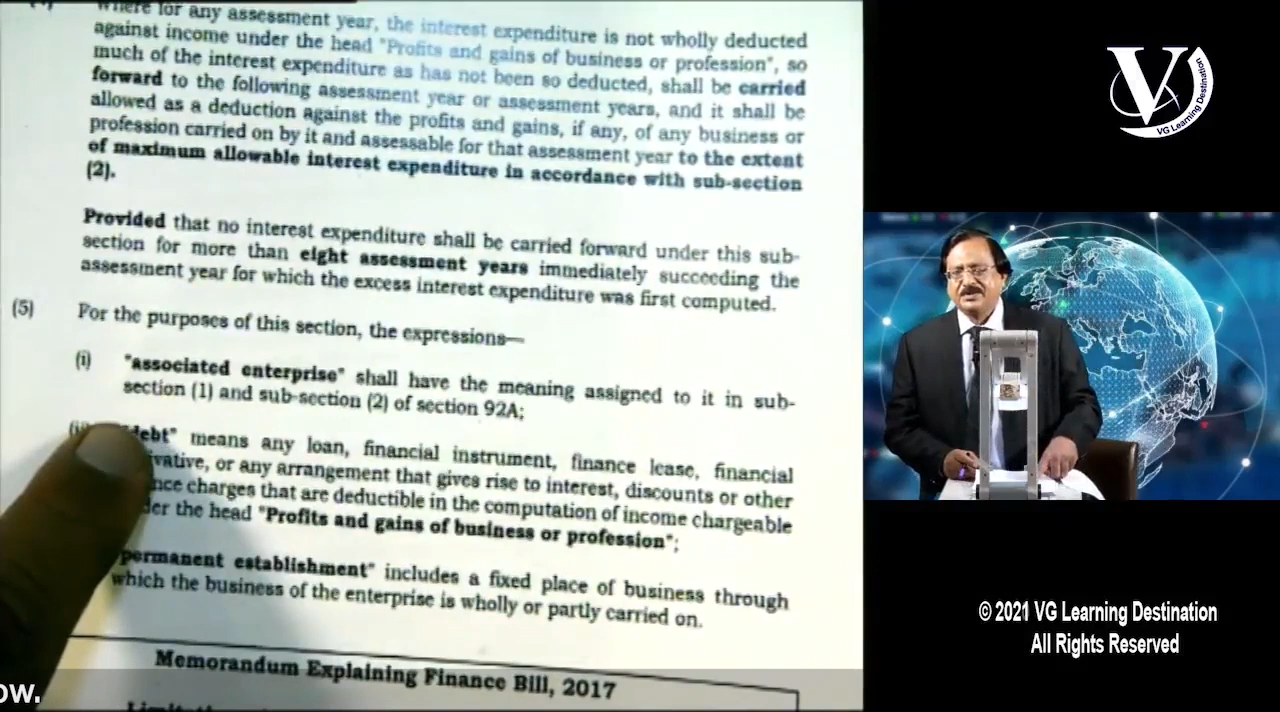 where for any assessment year, the interest expenditure is not wholly deducted
against income under the head "Profits and gains of business or profession", so
much of the interest expenditure as has not been so deducted, shall be carried
forward to the following assessment year or assessment years, and it shall be
allowed as a deduction against the profits and gains, if any, of any business or
profession carried on by it and assessable for that assessment year to the extent
of maximum allowable interest expenditure in accordance with sub-section
(2).
Provided that no interest expenditure shall be carried forward under this sub-
section for more than eight assessment years immediately succeeding the
assessment year for which the excess interest expenditure was first computed.
(5) For the purposes of this section, the expressions—
(i) "associated enterprise" shall have the meaning assigned to it in sub-
section (1) and sub-section (2) of section 92A;
debt" means any loan, financial instrument, finance lease, financial
ivative, or any arrangement that gives rise to interest, discounts or other
nce charges that are deductible in the computation of income chargeable
der the head "Profits and gains of business or profession";
permanent establishment" includes a fixed place of business through
which the business of the enterprise is wholly or partly carried on.
Memorandum Explaining Finance Bill, 2017
ow.
V
VG Learning Destination
© 2021 VG Learning Destination
All Rights Reserved